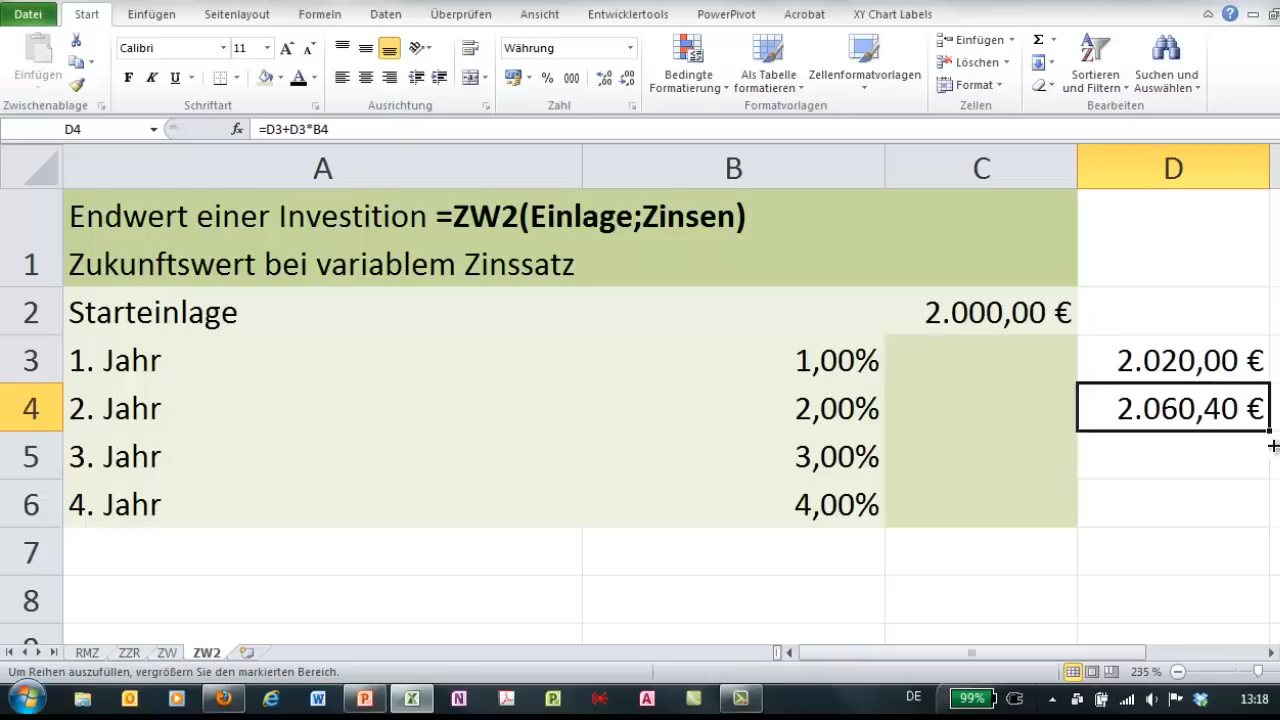 Datei Start Einfügen Seitenlayout Formeln Daten Überprüfen Ansicht Entwicklertools PowerPivot Acrobat XY Chart Labels
Einfügen
Zwischenablage
Calibri 11
F K U
Schriftart
Ausrichtung
Währung
% 000
Zahl
Bedingte Formatierung
Als Tabelle formatieren
Zellenformatvorlagen
Formatvorlagen
Einfügen
Löschen
Format
Zellen
Sortieren und Filtern
Suchen und Auswählen
Bearbeiten
D4 fx =D3+D3*B4
A B C D
1 Endwert einer Investition =ZW2(Einlage;Zinsen)
Zukunftswert bei variablem Zinssatz
2 Starteinlage 2.000,00 €
3 1. Jahr 1,00% 2.020,00 €
4 2. Jahr 2,00% 2.060,40 €
5 3. Jahr 3,00%
6 4. Jahr 4,00%
7
8
RMZ ZZR ZW ZW2
Um Reihen auszufüllen, vergrößern Sie den markierten Bereich. 235 %
DE 99% 13:18